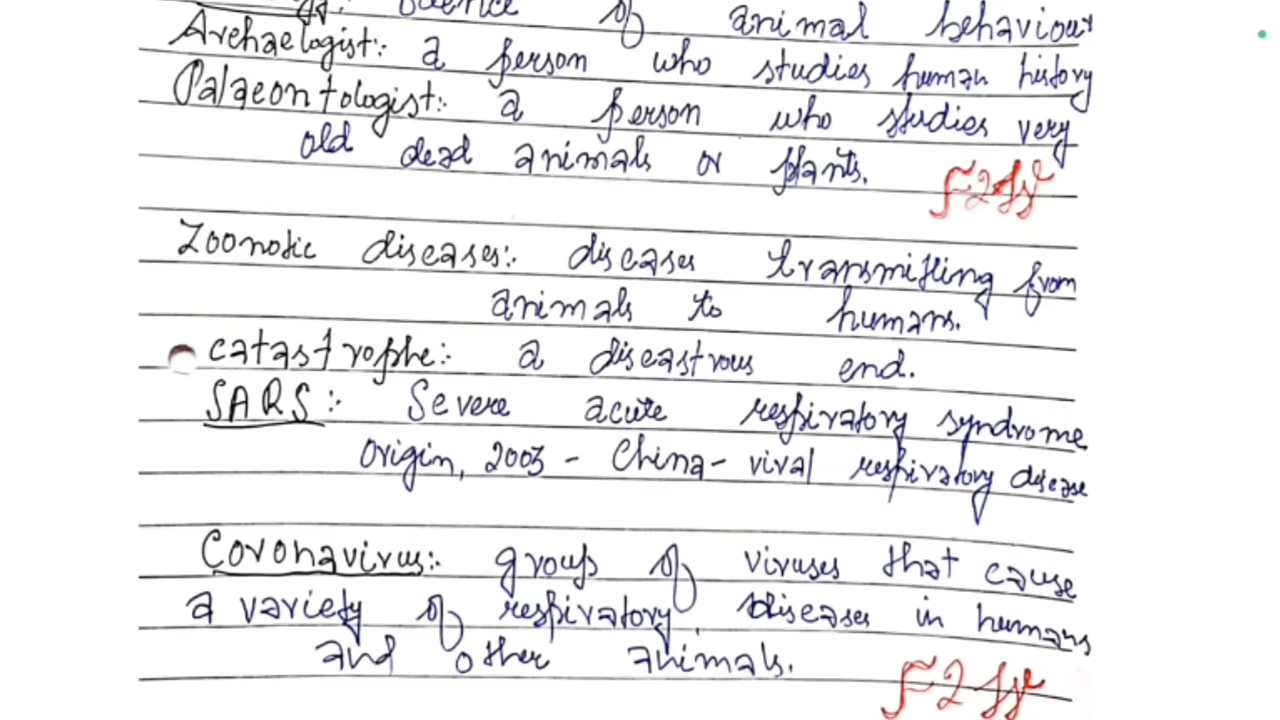 of animal behaviour
Archaelogist:- a person who studies human history
Palaeontologist:- a person who studies very
old dead animals or plants.
Zoonotic diseases:- diseases transmitting from
animals to humans.
catastrophe:- a diseastrous end.
SARS:- Severe acute respiratory syndrome
Origin, 2003 - China - viral respiratory disease
Coronavirus:- group of viruses that cause
a variety of respiratory diseases in humans
and other animals.